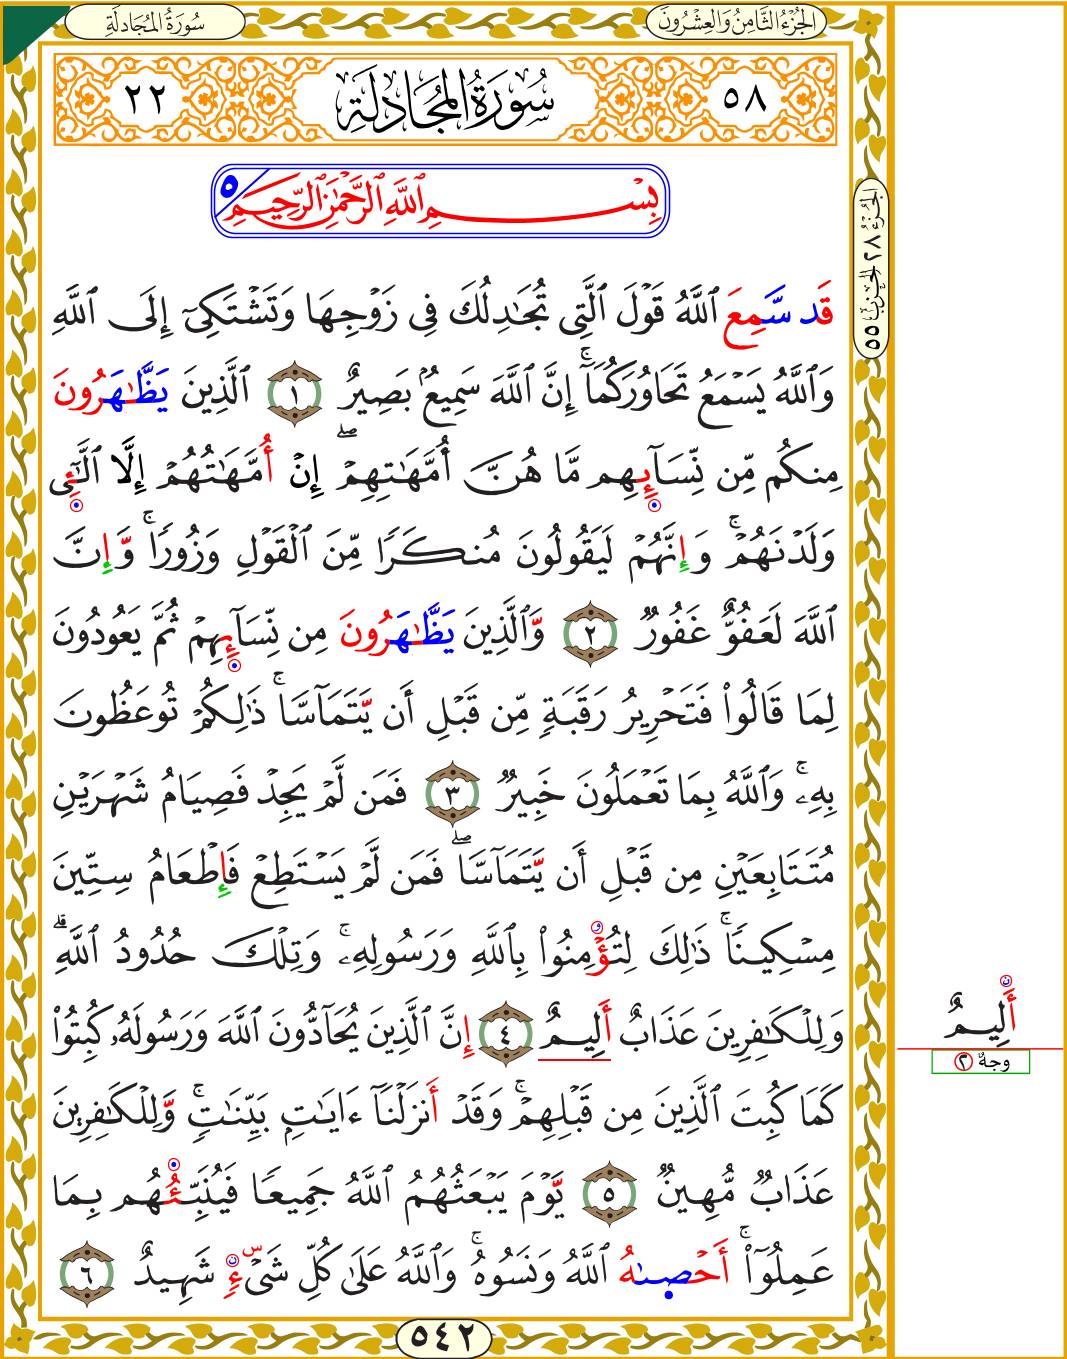 الجُزْءُ الثَّامِنُ وَالعِشْرُونَ
سُورَةُ المُجَادلَةِ
٥٨
سُورَةُ المُجَادلَةِ
٢٢
بِسْمِ ٱللَّهِ ٱلرَّحْمَٰنِ ٱلرَّحِيمِ
٥
قَد سَّمِعَ ٱللَّهُ قَوْلَ ٱلَّتِى تُجَٰدِلُكَ فِى زَوْجِهَا وَتَشْتَكِىٓ إِلَى ٱللَّهِ
وَٱللَّهُ يَسْمَعُ تَحَاوُرَكُمَآ ۚ إِنَّ ٱللَّهَ سَمِيعٌۢ بَصِيرٌ ١ ٱلَّذِينَ يَظَّٰهَرُونَ
مِنكُم مِّن نِّسَآئِهِم مَّا هُنَّ أُمَّهَٰتِهِمْ ۖ إِنْ أُمَّهَٰتُهُمْ إِلَّا ٱلَّٰٓـِٔى
وَلَدْنَهُمْ ۚ وَإِنَّهُمْ لَيَقُولُونَ مُنكَرًا مِّنَ ٱلْقَوْلِ وَزُورًا ۚ وَّإِنَّ
ٱللَّهَ لَعَفُوٌّ غَفُورٌ ٢ وَّٱلَّذِينَ يَظَّٰهَرُونَ مِن نِّسَآئِهِمْ ثُمَّ يَعُودُونَ
لِمَا قَالُوا۟ فَتَحْرِيرُ رَقَبَةٍ مِّن قَبْلِ أَن يَّتَمَآسَّا ۚ ذَٰلِكُمْ تُوعَظُونَ
بِهِۦ ۚ وَٱللَّهُ بِمَا تَعْمَلُونَ خَبِيرٌ ٣ فَمَن لَّمْ يَجِدْ فَصِيَامُ شَهْرَيْنِ
مُتَتَابِعَيْنِ مِن قَبْلِ أَن يَّتَمَآسَّا ۖ فَمَن لَّمْ يَسْتَطِعْ فَإِطْعَامُ سِتِّينَ
مِسْكِينًا ۚ ذَٰلِكَ لِتُؤْمِنُوا۟ بِٱللَّهِ وَرَسُولِهِۦ ۚ وَتِلْكَ حُدُودُ ٱللَّهِ ۗ
وَلِلْكَٰفِرِينَ عَذَابٌ أَلِيمٌ ٤ إِنَّ ٱلَّذِينَ يُحَآدُّونَ ٱللَّهَ وَرَسُولَهُۥ كُبِتُوا۟
كَمَا كُبِتَ ٱلَّذِينَ مِن قَبْلِهِمْ ۚ وَقَدْ أَنزَلْنَآ ءَايَٰتٍۭ بَيِّنَٰتٍ ۚ وَّلِلْكَٰفِرِينَ
عَذَابٌ مُّهِينٌ ٥ يَّوْمَ يَبْعَثُهُمُ ٱللَّهُ جَمِيعًا فَيُنَبِّئُهُم بِمَا
عَمِلُوٓا۟ ۚ أَحْصىٰهُ ٱللَّهُ وَنَسُوهُ ۚ وَٱللَّهُ عَلَىٰ كُلِّ شَىْءٍ شَهِيدٌ ٦
٥٤٢
الجُزْءُ ٢٨ الحِزْبُ ٥٥
أَلِيمٌ
وجهٌ ٢